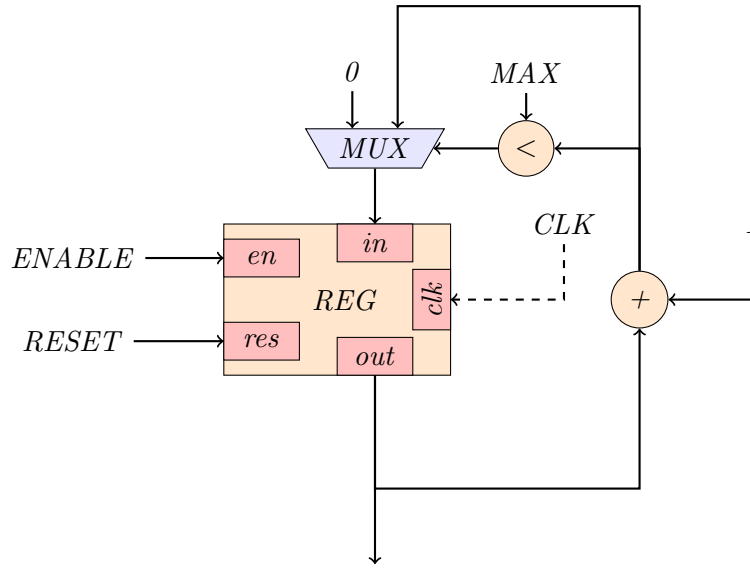 0
MAX
MUX
<
CLK
ENABLE
en
in
clk
REG
+
RESET
res
out